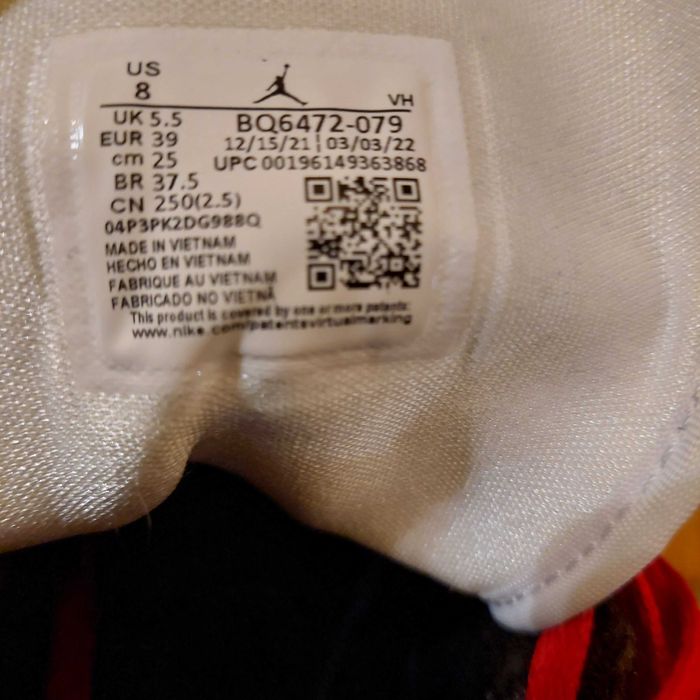 US
8
VH
UK 5.5
EUR 39
cm 25
BR 37.5
CN 250(2.5)
BQ6472-079
12/15/21 | 03/03/22
UPC 00196149363868
04P3PK2DG988Q
MADE IN VIETNAM
HECHO EN VIETNAM
FABRIQUE AU VIETNAM
FABRICADO NO VIETNÃ
This product is covered by one or more patents:
www.nike.com/patentsvirtualmarking